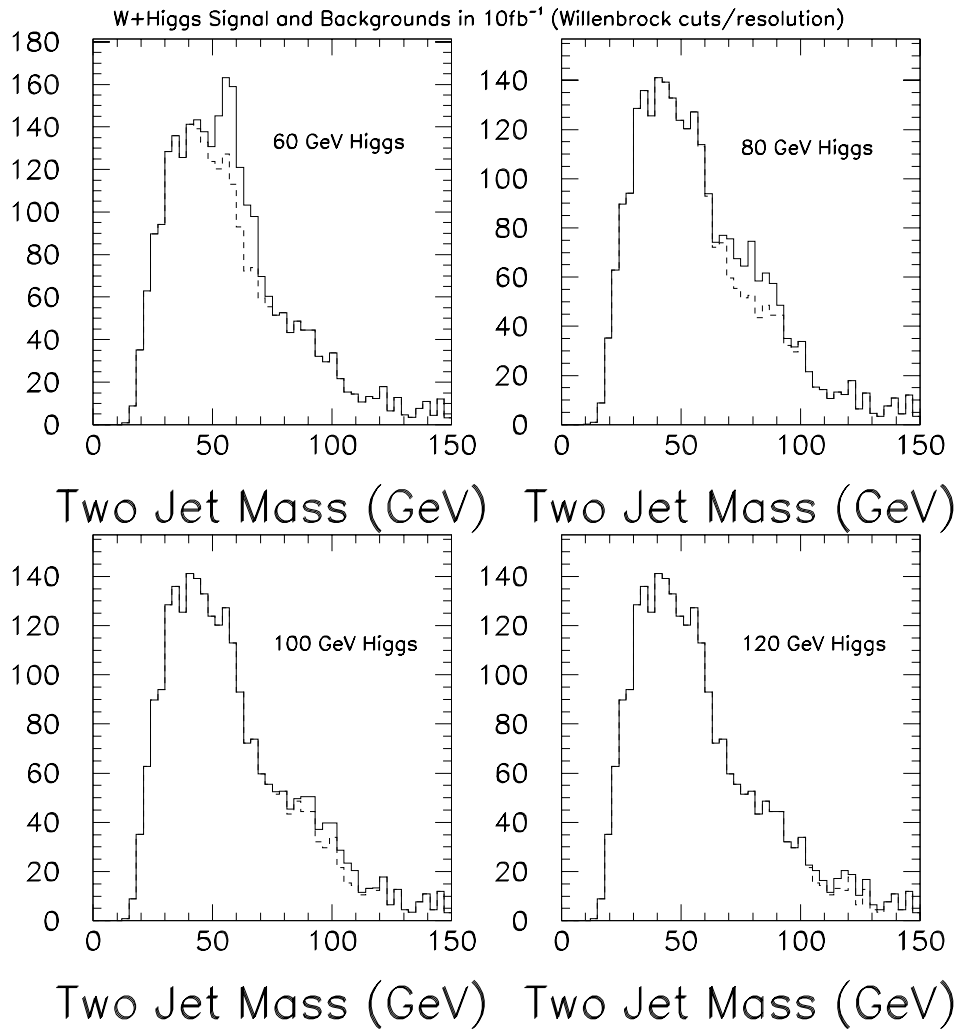 W+Higgs Signal and Backgrounds in 10fb⁻¹ (Willenbrock cuts/resolution)
180
160
140
120
100
80
60
40
20
0
60 GeV Higgs
0 50 100 150
Two Jet Mass (GeV)
140
120
100
80
60
40
20
0
80 GeV Higgs
0 50 100 150
Two Jet Mass (GeV)
140
120
100
80
60
40
20
0
100 GeV Higgs
0 50 100 150
Two Jet Mass (GeV)
140
120
100
80
60
40
20
0
120 GeV Higgs
0 50 100 150
Two Jet Mass (GeV)